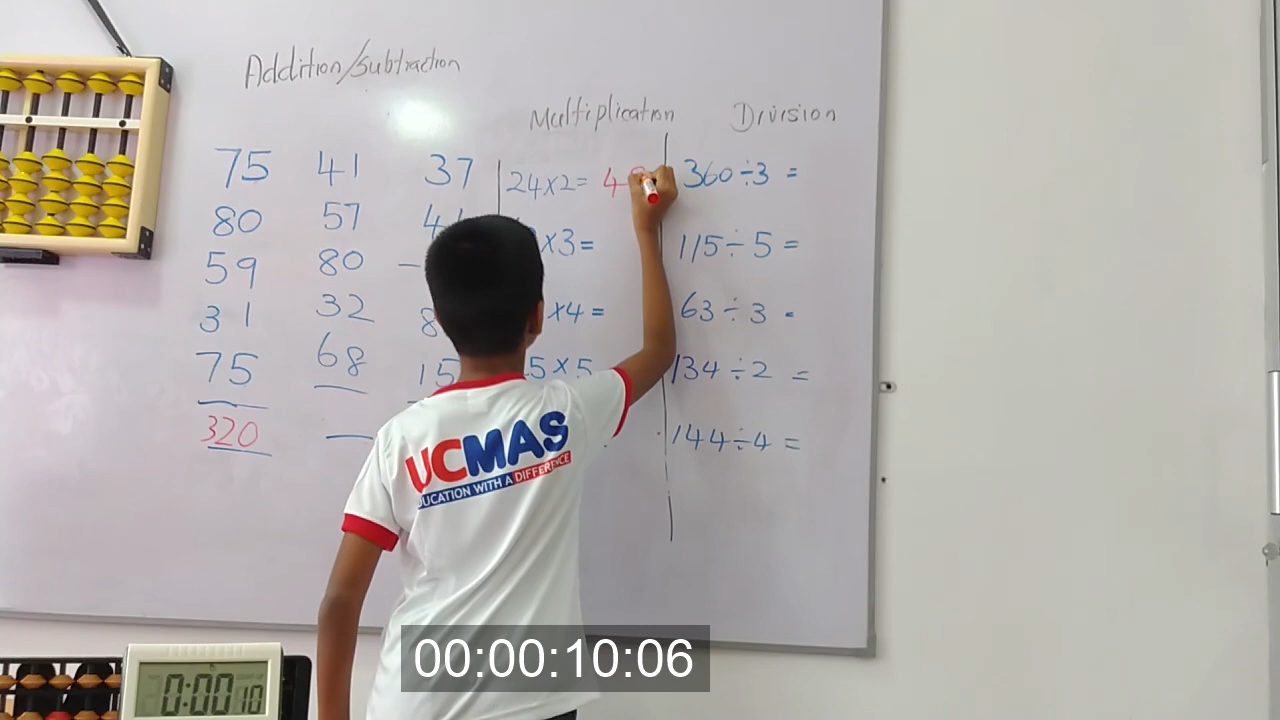 Addition/Subtraction
Multiplication Division
75 41 37 24x2= 360÷3 =
80 57 x3= 115÷5 =
59 80 x4= 63÷3 =
31 32 5x5 134÷2 =
75 68 15 144÷4 =
320
UCMAS
EDUCATION WITH A DIFFERENCE
00:00:10:06
0:00 10